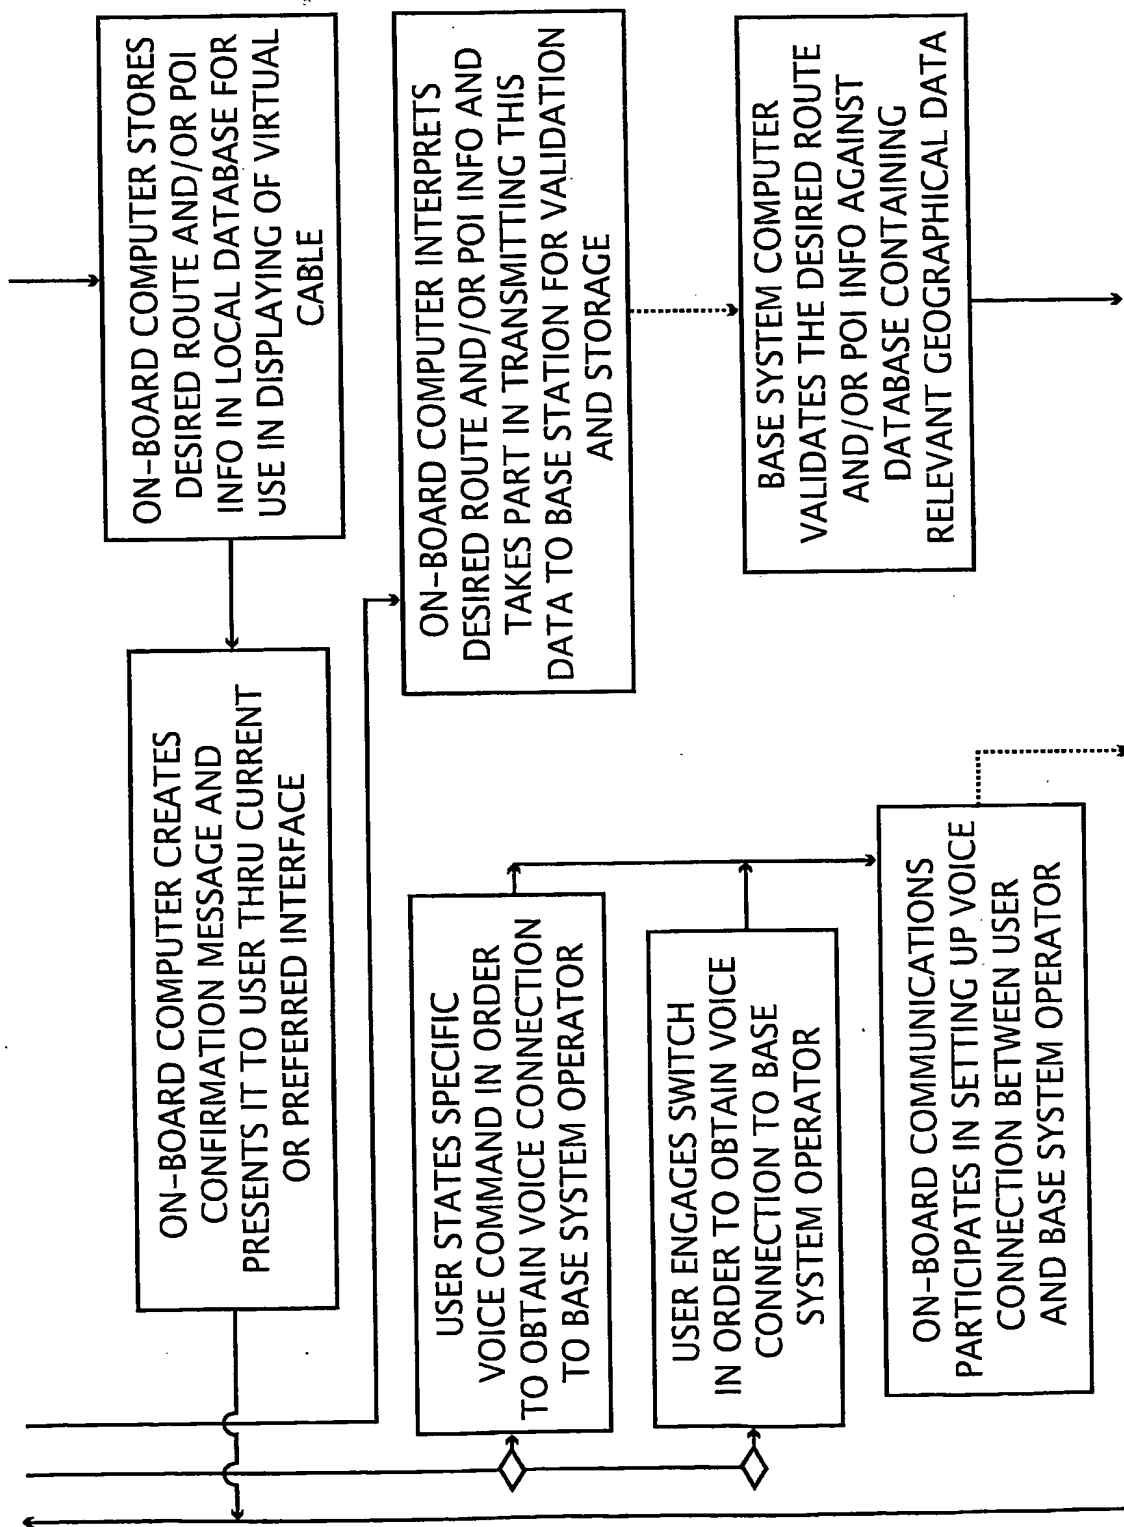 ON-BOARD COMPUTER CREATES
CONFIRMATION MESSAGE AND
PRESENTS IT TO USER THRU CURRENT
OR PREFERRED INTERFACE
ON-BOARD COMPUTER STORES
DESIRED ROUTE AND/OR POI
INFO IN LOCAL DATABASE FOR
USE IN DISPLAYING OF VIRTUAL
CABLE
USER STATES SPECIFIC
VOICE COMMAND IN ORDER
TO OBTAIN VOICE CONNECTION
TO BASE SYSTEM OPERATOR
ON-BOARD COMPUTER INTERPRETS
DESIRED ROUTE AND/OR POI INFO AND
TAKES PART IN TRANSMITTING THIS
DATA TO BASE STATION FOR VALIDATION
AND STORAGE
USER ENGAGES SWITCH
IN ORDER TO OBTAIN VOICE
CONNECTION TO BASE
SYSTEM OPERATOR
BASE SYSTEM COMPUTER
VALIDATES THE DESIRED ROUTE
AND/OR POI INFO AGAINST
DATABASE CONTAINING
RELEVANT GEOGRAPHICAL DATA
ON-BOARD COMMUNICATIONS
PARTICIPATES IN SETTING UP VOICE
CONNECTION BETWEEN USER
AND BASE SYSTEM OPERATOR